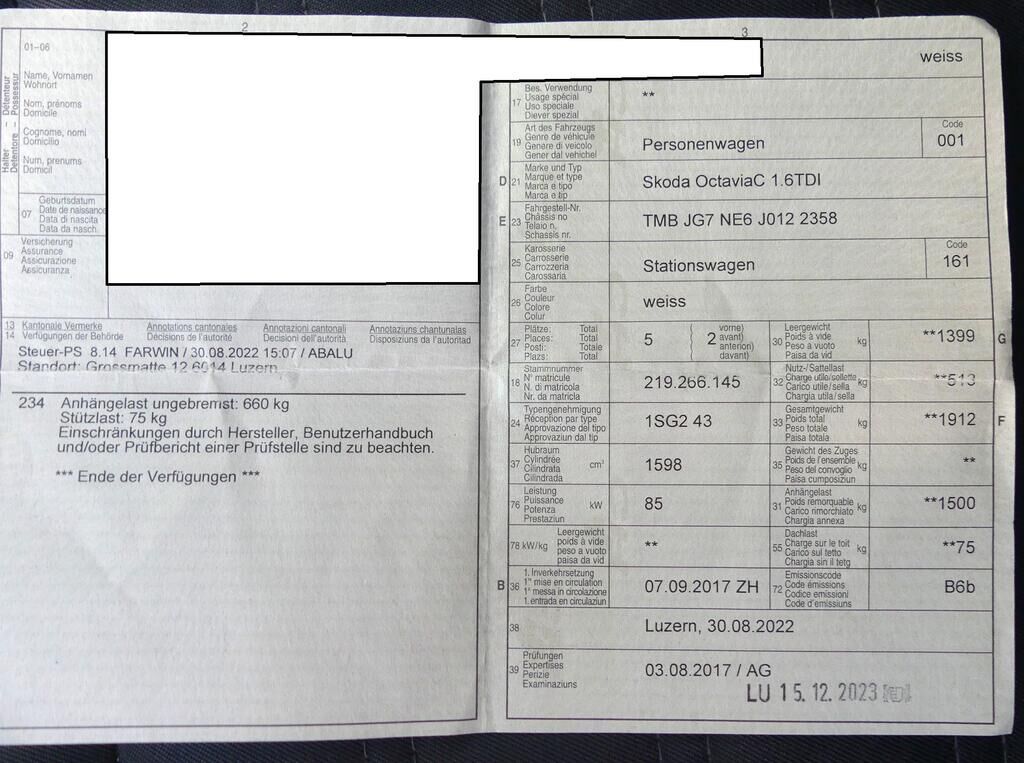 2
01-06
Halter – Détenteur
Detentore – Possessur
Name, Vornamen
Wohnort
Nom, prénoms
Domicile
Cognome, nomi
Domicilio
Num, prenums
Domicil
07
Geburtsdatum
Date de naissance
Data di nascita
Data da nasch.
09
Versicherung
Assurance
Assicurazione
Assicuranza
13 Kantonale Vermerke Annotations cantonales Annotazioni cantonali Annotaziuns chantunalas
14 Verfügungen der Behörde Décisions de l'autorité Decisioni dell'autorità Disposiziuns da l'autoritad
Steuer-PS 8.14 FARWIN / 30.08.2022 15:07 / ABALU
Standort: Grossmatte 12 6014 Luzern
234 Anhängelast ungebremst: 660 kg
Stützlast: 75 kg
Einschränkungen durch Hersteller, Benutzerhandbuch
und/oder Prüfbericht einer Prüfstelle sind zu beachten.
*** Ende der Verfügungen ***
3
weiss
17
Bes. Verwendung
Usage spécial
Uso speciale
Diever spezial
**
19
Art des Fahrzeugs
Genre de véhicule
Genere di veicolo
Gener dal vehichel
Personenwagen
Code
001
D 21
Marke und Typ
Marque et type
Marca e tipo
Marca e tip
Skoda OctaviaC 1.6TDI
E 23
Fahrgestell-Nr.
Châssis no
Telaio n.
Schassis nr.
TMB JG7 NE6 J012 2358
25
Karosserie
Carrosserie
Carrozzeria
Carossaria
Stationswagen
Code
161
26
Farbe
Couleur
Colore
Colur
weiss
27
Plätze: Total
Places: Total
Posti: Totale
Plazs: Totale
5
2
vorne)
avant)
anteriori)
davant)
30
Leergewicht
Poids à vide
Peso a vuoto
Paisa da vid
kg
**1399
G
18
Stammnummer
N° matricule
N. di matricola
Nr. da matricla
219.266.145
32
Nutz-/Sattellast
Charge utile/sellette
Carico utile/sella
Chargia utila/sella
kg
**513
24
Typengenehmigung
Réception par type
Approvazione del tipo
Approvaziun dal tip
1SG2 43
33
Gesamtgewicht
Poids total
Peso totale
Paisa totala
kg
**1912
F
37
Hubraum
Cylindrée
Cilindrata
Cilindrada
cm³
1598
35
Gewicht des Zuges
Poids de l'ensemble
Peso del convoglio
Paisa cumposiziun
kg
**
76
Leistung
Puissance
Potenza
Prestaziun
kW
85
31
Anhängelast
Poids remorquable
Carico rimorchiato
Chargia annexa
kg
**1500
78 kW/kg
Leergewicht
poids à vide
peso a vuoto
paisa da vid
**
55
Dachlast
Charge sur le toit
Carico sul tetto
Chargia sin il tetg
kg
**75
B 36
1. Inverkehrsetzung
1re mise en circulation
1a messa in circolazione
1. entrada en circulaziun
07.09.2017 ZH
72
Emissionscode
Code émissions
Codice emissioni
Code d'emissiuns
B6b
38
Luzern, 30.08.2022
39
Prüfungen
Expertises
Perizie
Examinaziuns
03.08.2017 / AG
LU 15.12.2023